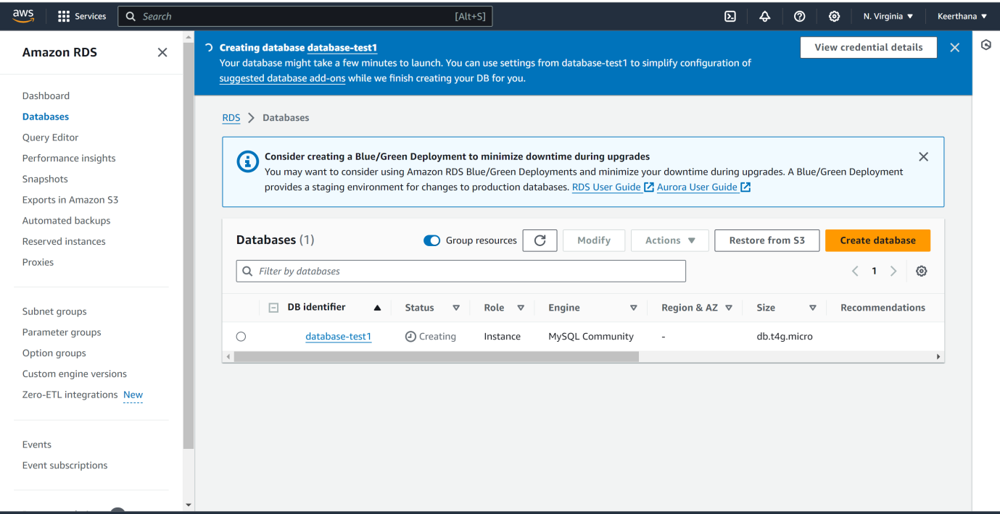 aws
Services
Search
[Alt+S]
N. Virginia
Keerthana
Amazon RDS
Dashboard
Databases
Query Editor
Performance insights
Snapshots
Exports in Amazon S3
Automated backups
Reserved instances
Proxies
Subnet groups
Parameter groups
Option groups
Custom engine versions
Zero-ETL integrations New
Events
Event subscriptions
Creating database database-test1
Your database might take a few minutes to launch. You can use settings from database-test1 to simplify configuration of
suggested database add-ons while we finish creating your DB for you.
View credential details
RDS Databases
Consider creating a Blue/Green Deployment to minimize downtime during upgrades
You may want to consider using Amazon RDS Blue/Green Deployments and minimize your downtime during upgrades. A Blue/Green Deployment
provides a staging environment for changes to production databases. RDS User Guide Aurora User Guide
Databases (1)
Group resources
Modify
Actions
Restore from S3
Create database
Filter by databases
1
DB identifier Status Role Engine Region & AZ Size Recommendations
database-test1 Creating Instance MySQL Community - db.t4g.micro